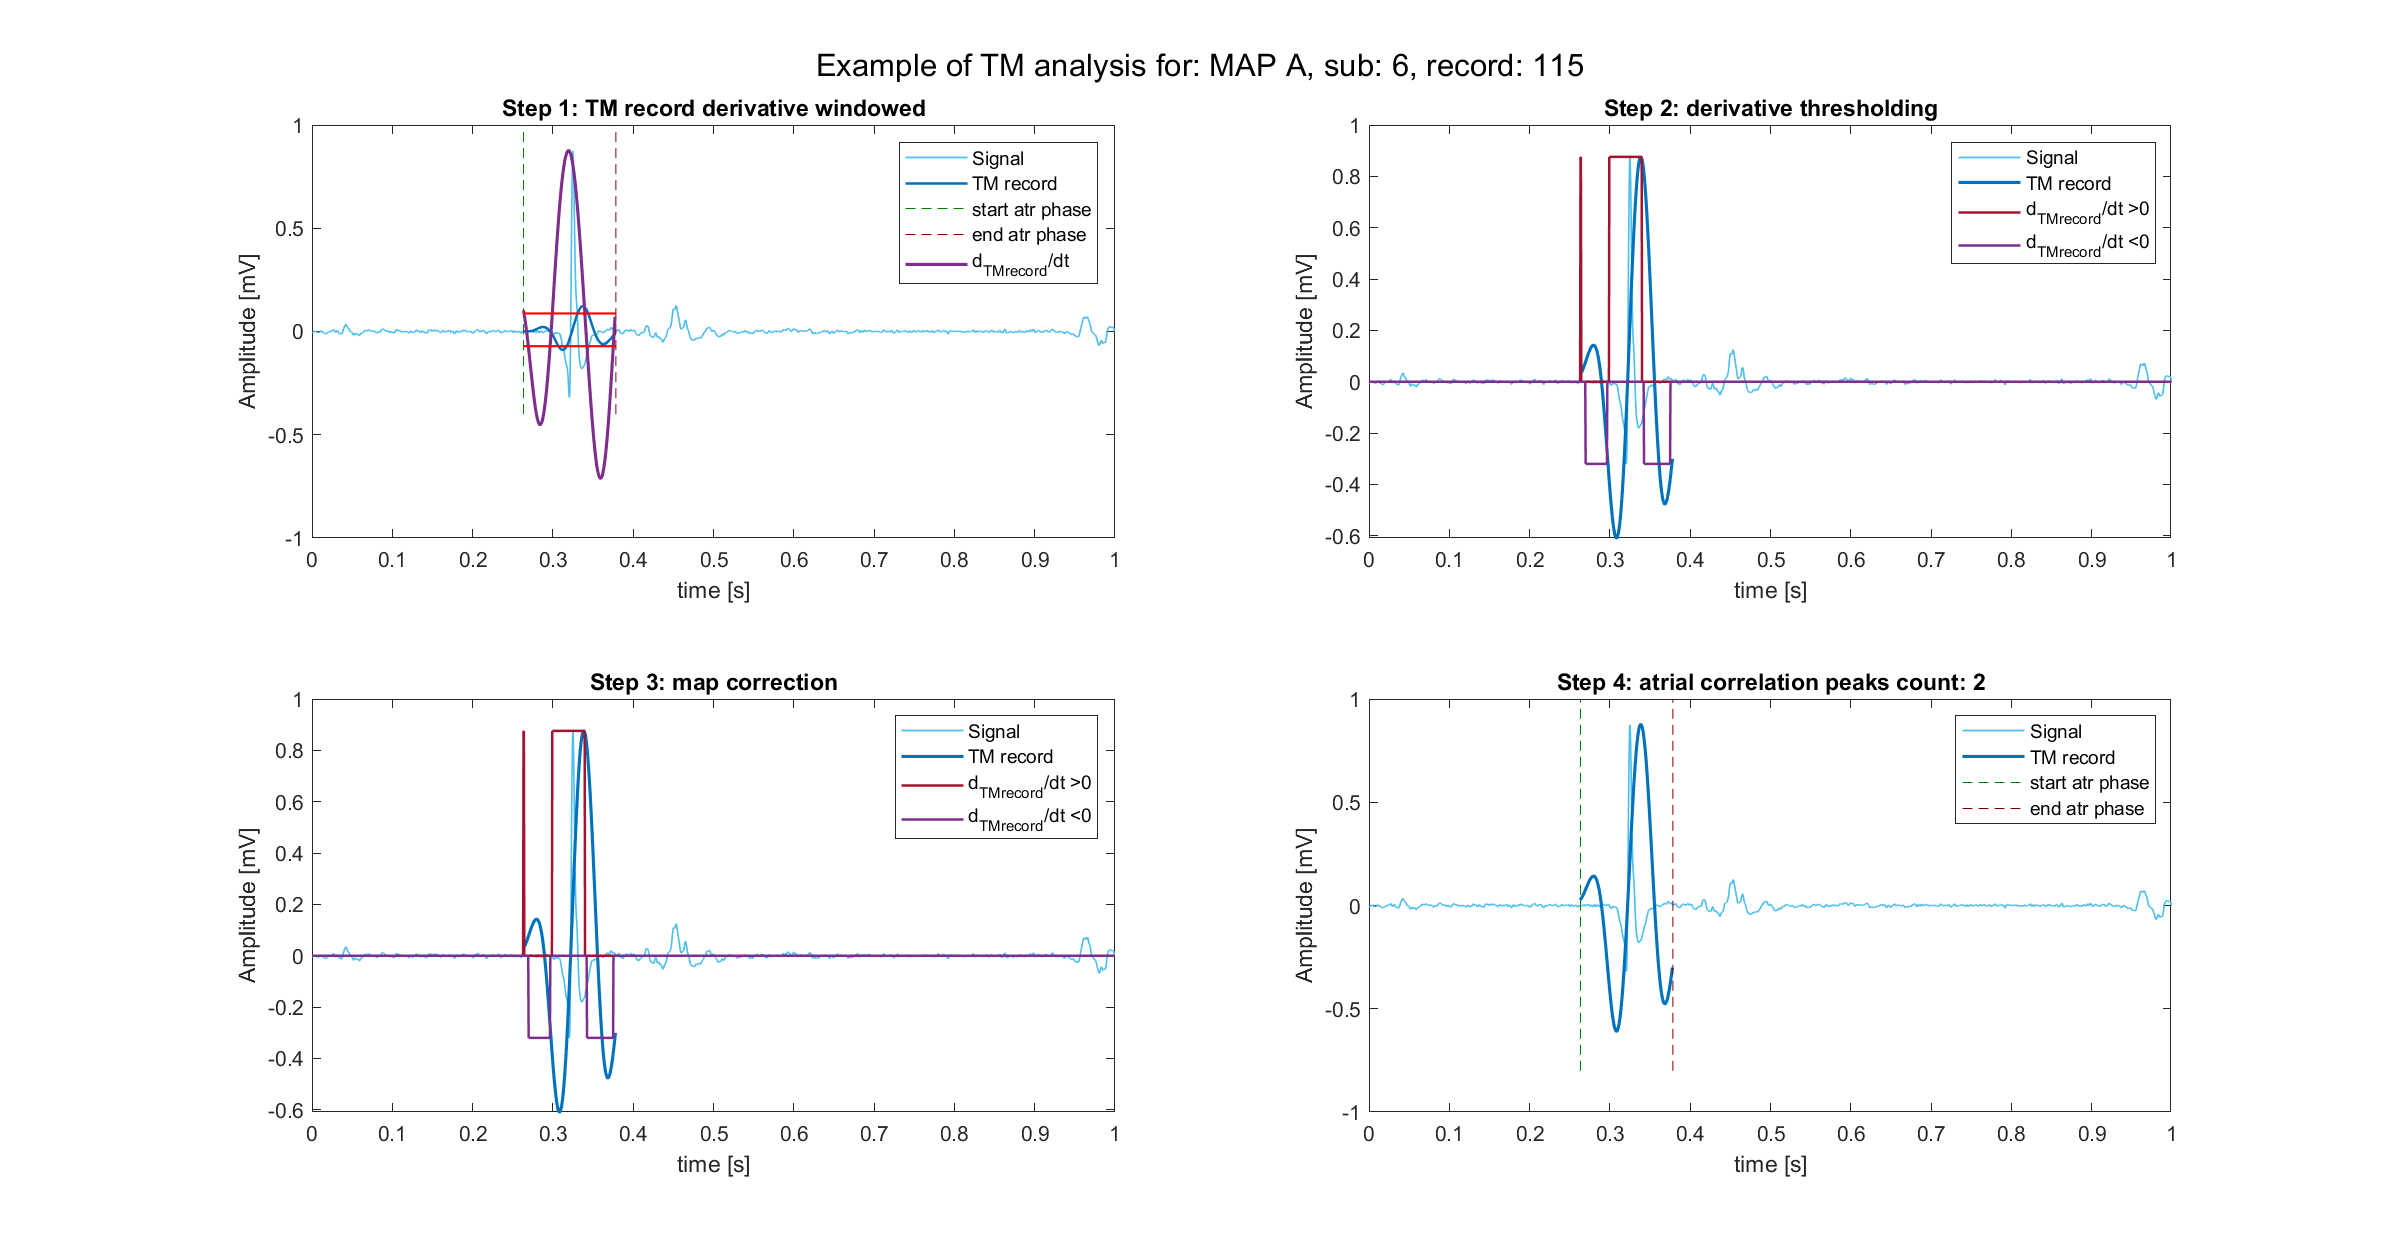 Example of TM analysis for: MAP A, sub: 6, record: 115
Step 1: TM record derivative windowed
1
0.5
0
-0.5
-1
Amplitude [mV]
0 0.1 0.2 0.3 0.4 0.5 0.6 0.7 0.8 0.9 1
time [s]
Signal
TM record
start atr phase
end atr phase
dTMrecord/dt
Step 2: derivative thresholding
1
0.8
0.6
0.4
0.2
0
-0.2
-0.4
-0.6
Amplitude [mV]
0 0.1 0.2 0.3 0.4 0.5 0.6 0.7 0.8 0.9 1
time [s]
Signal
TM record
dTMrecord/dt >0
dTMrecord/dt <0
Step 3: map correction
1
0.8
0.6
0.4
0.2
0
-0.2
-0.4
-0.6
Amplitude [mV]
0 0.1 0.2 0.3 0.4 0.5 0.6 0.7 0.8 0.9 1
time [s]
Signal
TM record
dTMrecord/dt >0
dTMrecord/dt <0
Step 4: atrial correlation peaks count: 2
1
0.5
0
-0.5
-1
Amplitude [mV]
0 0.1 0.2 0.3 0.4 0.5 0.6 0.7 0.8 0.9 1
time [s]
Signal
TM record
start atr phase
end atr phase